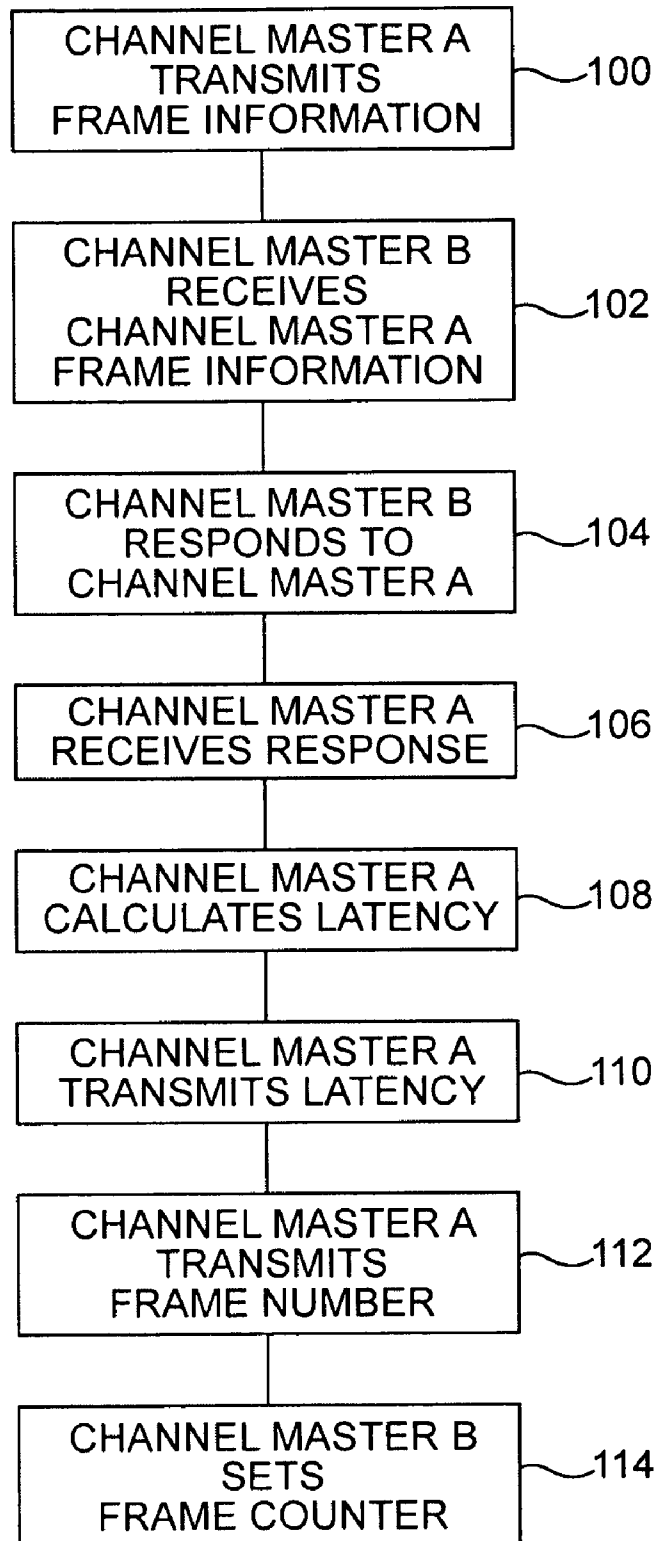 CHANNEL MASTER A
TRANSMITS
FRAME INFORMATION
100
CHANNEL MASTER B
RECEIVES
CHANNEL MASTER A
FRAME INFORMATION
102
CHANNEL MASTER B
RESPONDS TO
CHANNEL MASTER A
104
CHANNEL MASTER A
RECEIVES RESPONSE
106
CHANNEL MASTER A
CALCULATES LATENCY
108
CHANNEL MASTER A
TRANSMITS LATENCY
110
CHANNEL MASTER A
TRANSMITS
FRAME NUMBER
112
CHANNEL MASTER B
SETS
FRAME COUNTER
114